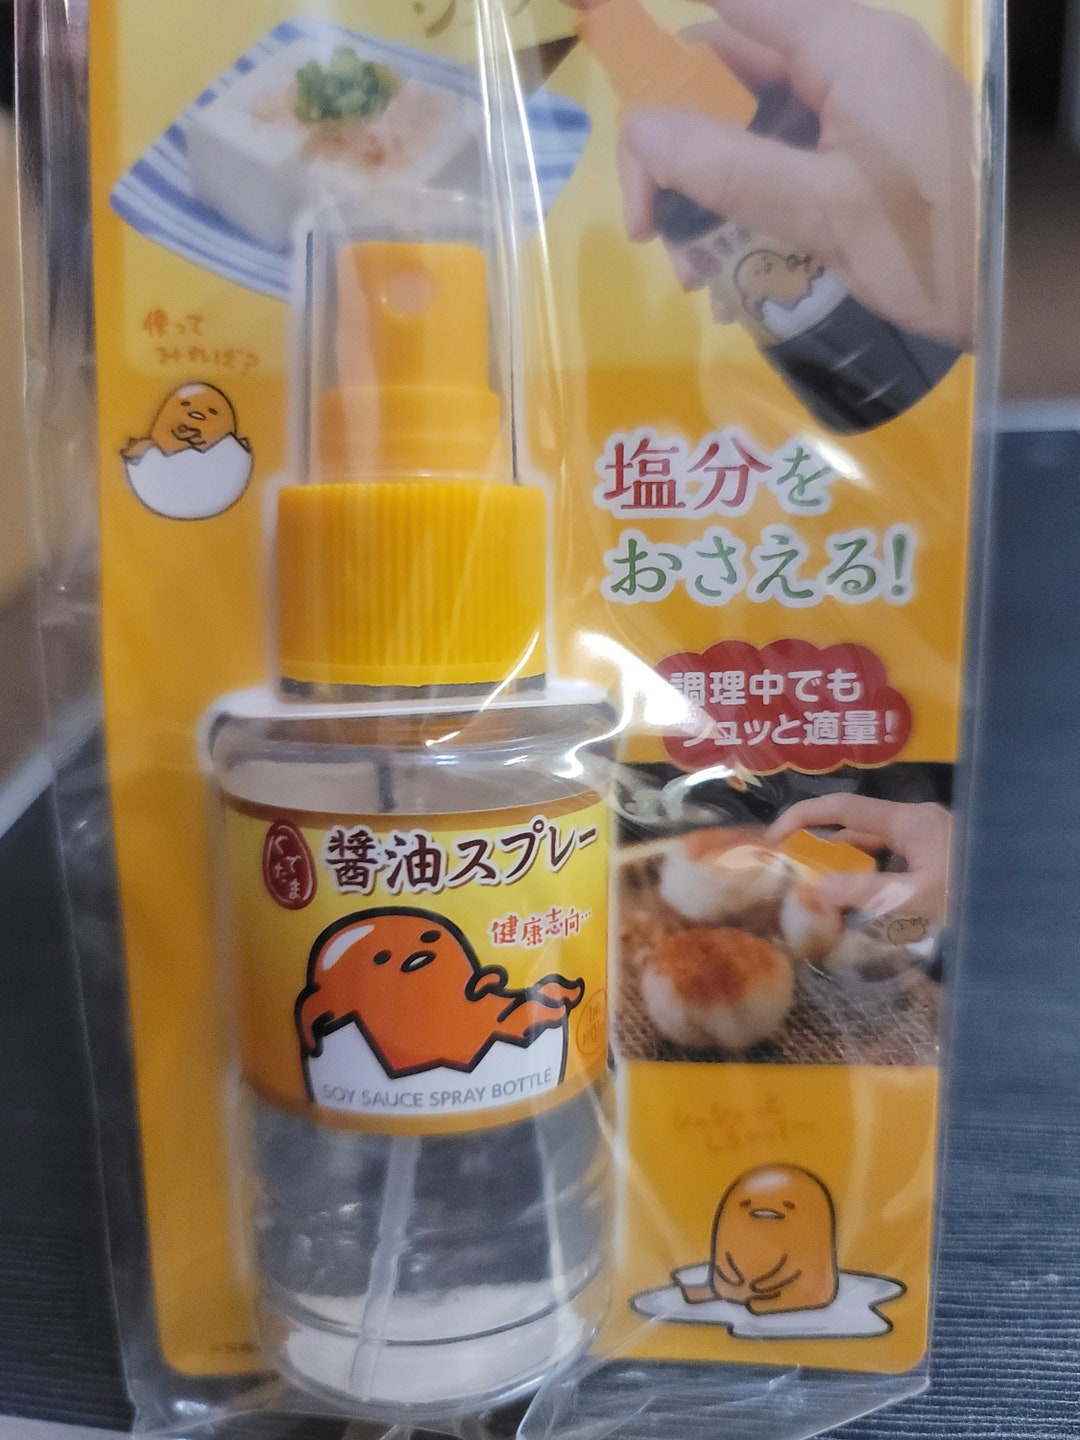 使って
みれば?
塩分を
おさえる!
調理中でも
シュッと適量!
ぐでたま
醤油スプレー
健康志向…
SOY SAUCE SPRAY BOTTLE